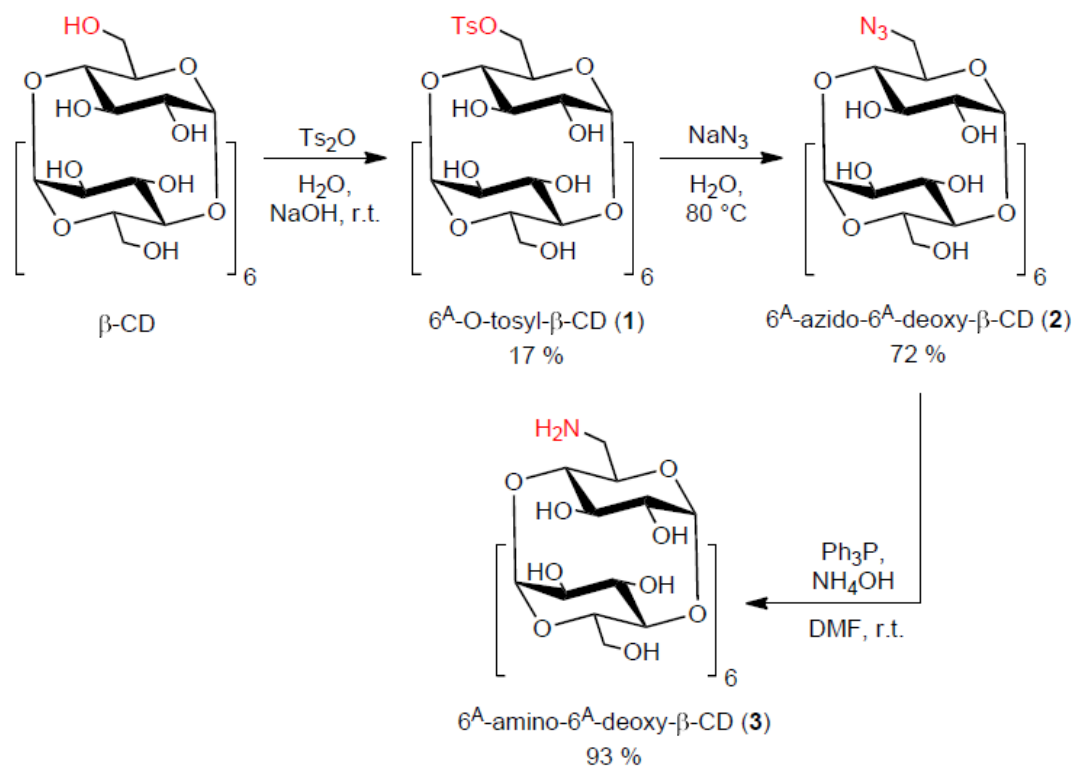 HO
O
O
HO
OH
HO
OH
O
O
OH
6
β-CD
Ts2O
H2O,
NaOH, r.t.
TsO
O
O
HO
OH
HO
OH
O
O
OH
6
6A-O-tosyl-β-CD (1)
17 %
NaN3
H2O,
80 °C
N3
O
O
HO
OH
HO
OH
O
O
OH
6
6A-azido-6A-deoxy-β-CD (2)
72 %
Ph3P,
NH4OH
DMF, r.t.
H2N
O
O
HO
OH
HO
OH
O
O
OH
6
6A-amino-6A-deoxy-β-CD (3)
93 %